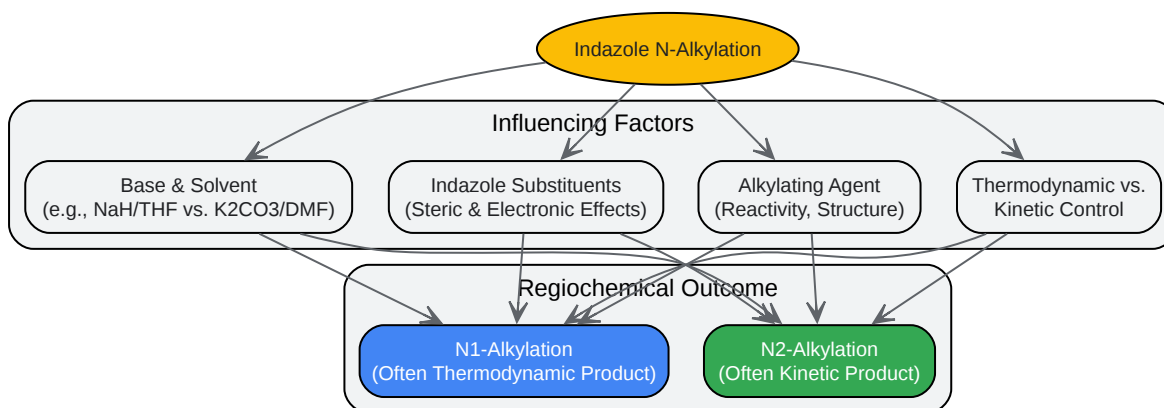 Indazole N-Alkylation
Influencing Factors
Base & Solvent
(e.g., NaH/THF vs. K2CO3/DMF)
Indazole Substituents
(Steric & Electronic Effects)
Alkylating Agent
(Reactivity, Structure)
Thermodynamic vs.
Kinetic Control
Regiochemical Outcome
N1-Alkylation
(Often Thermodynamic Product)
N2-Alkylation
(Often Kinetic Product)